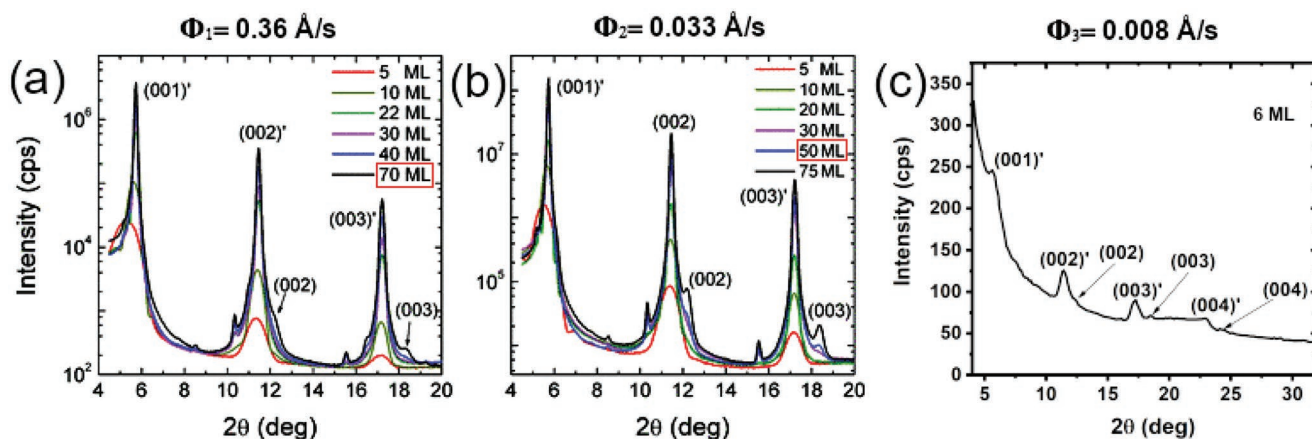 Φ₁= 0.36 Å/s
Φ₂= 0.033 Å/s
Φ₃= 0.008 Å/s
(a)
Intensity (cps)
10⁶
10⁴
10²
(001)'
(002)'
(002)
(003)'
(003)
5 ML
10 ML
22 ML
30 ML
40 ML
70 ML
4 6 8 10 12 14 16 18 20
2θ (deg)
(b)
Intensity (cps)
10⁷
10⁵
(001)'
(002)
(002)
(003)'
(003)
5 ML
10 ML
20 ML
30 ML
50 ML
75 ML
4 6 8 10 12 14 16 18 20
2θ (deg)
(c)
Intensity (cps)
350
300
250
200
150
100
50
0
6 ML
(001)'
(002)'
(002)
(003)'
(003)
(004)'
(004)
5 10 15 20 25 30
2θ (deg)